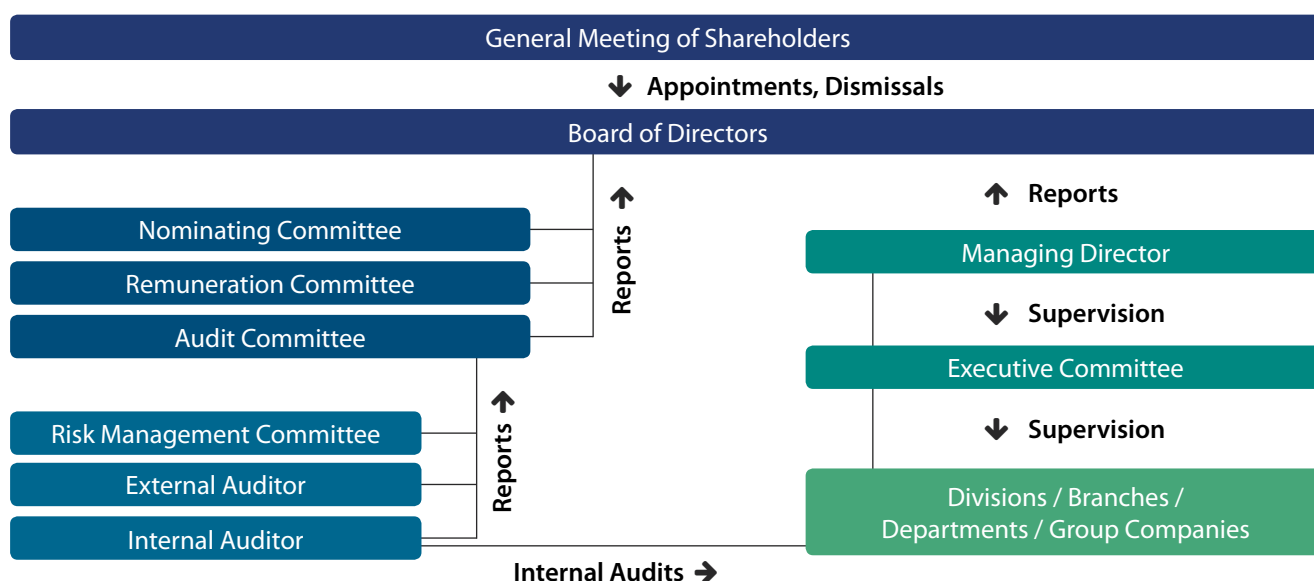 General Meeting of Shareholders
Appointments, Dismissals
Board of Directors
Nominating Committee
Remuneration Committee
Audit Committee
Reports
Risk Management Committee
External Auditor
Internal Auditor
Reports
Reports
Managing Director
Supervision
Executive Committee
Supervision
Divisions / Branches /
Departments / Group Companies
Internal Audits